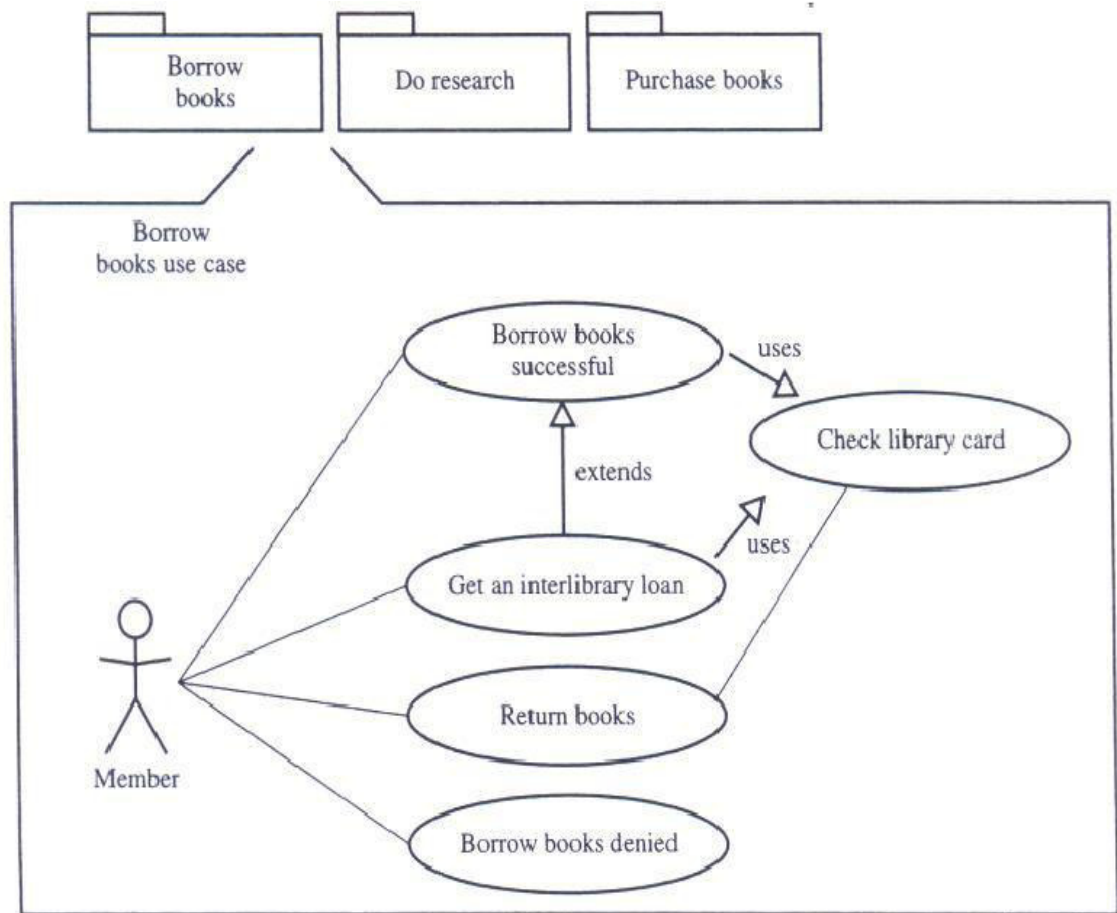 Borrow
books
Do research
Purchase books
Borrow
books use case
Borrow books
successful
uses
Check library card
extends
uses
Get an interlibrary loan
Return books
Member
Borrow books denied